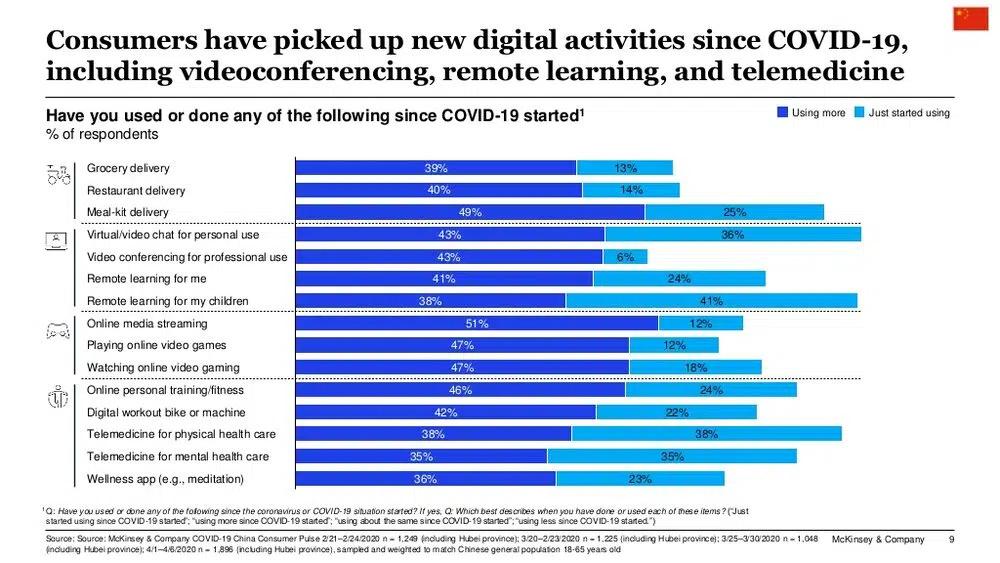 Consumers have picked up new digital activities since COVID-19,
including videoconferencing, remote learning, and telemedicine
Have you used or done any of the following since COVID-19 started¹
% of respondents
Using more
Just started using
Grocery delivery 39% 13%
Restaurant delivery 40% 14%
Meal-kit delivery 49% 25%
Virtual/video chat for personal use 43% 36%
Video conferencing for professional use 43% 6%
Remote learning for me 41% 24%
Remote learning for my children 38% 41%
Online media streaming 51% 12%
Playing online video games 47% 12%
Watching online video gaming 47% 18%
Online personal training/fitness 46% 24%
Digital workout bike or machine 42% 22%
Telemedicine for physical health care 38% 38%
Telemedicine for mental health care 35% 35%
Wellness app (e.g., meditation) 36% 23%
¹Q: Have you used or done any of the following since the coronavirus or COVID-19 situation started? If yes, Q: Which best describes when you have done or used each of these items? ("Just
started using since COVID-19 started"; "using more since COVID-19 started"; "using about the same since COVID-19 started"; "using less since COVID-19 started.")
Source: Source: McKinsey & Company COVID-19 China Consumer Pulse 2/21–2/24/2020 n = 1,249 (including Hubei province); 3/20–2/23/2020 n = 1,225 (including Hubei province); 3/25–3/30/2020 n = 1,048
(including Hubei province); 4/1–4/6/2020 n = 1,896 (including Hubei province), sampled and weighted to match Chinese general population 18-65 years old
McKinsey & Company 9